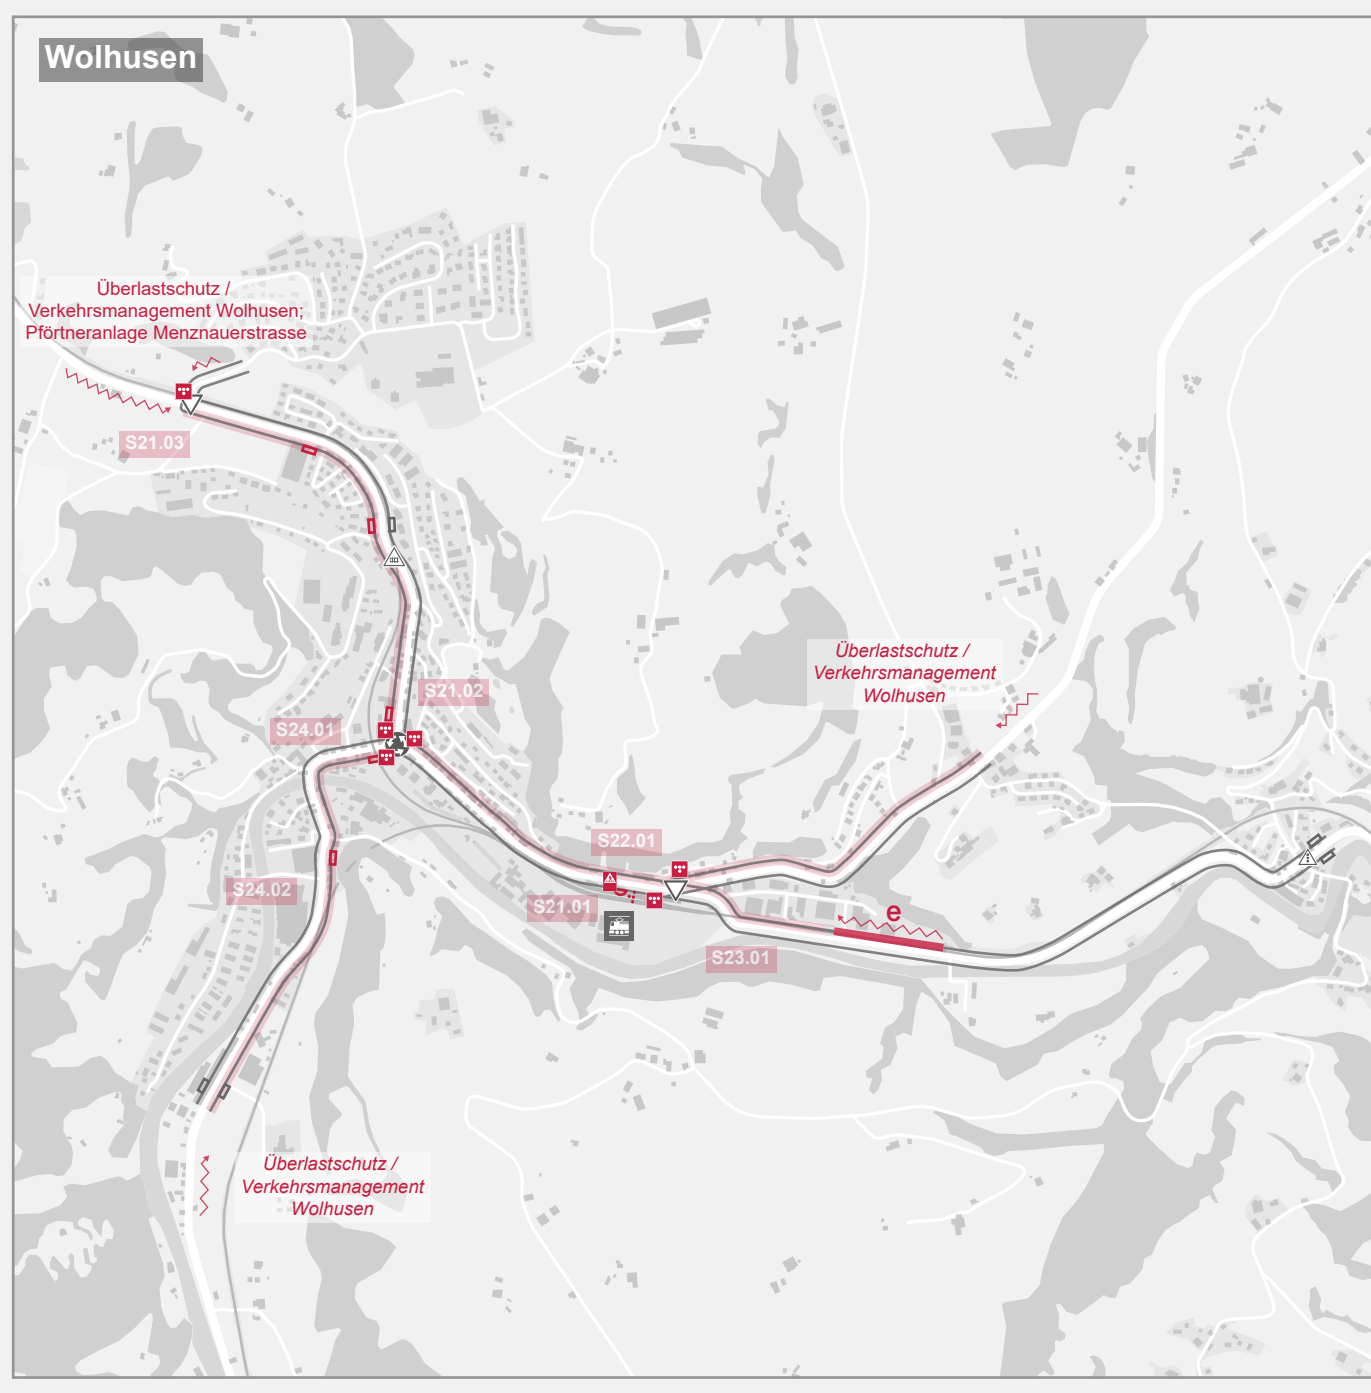 Wolhusen
Überlastschutz /
Verkehrsmanagement Wolhusen;
Pförtneranlage Menznauerstrasse
S21.03
Überlastschutz /
Verkehrsmanagement
Wolhusen
S21.02
S24.01
S22.01
S24.02
S21.01
e
S23.01
Überlastschutz /
Verkehrsmanagement
Wolhusen